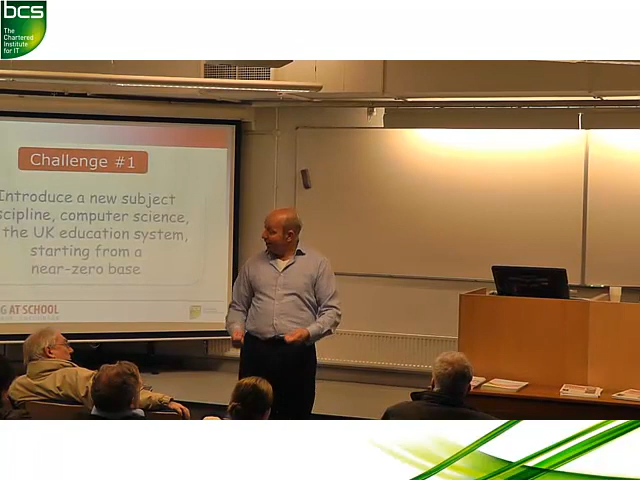 bcs
The
Chartered
Institute
for IT
Challenge #1
Introduce a new subject
scipline, computer science,
the UK education system,
starting from a
near-zero base
G AT SCHOOL